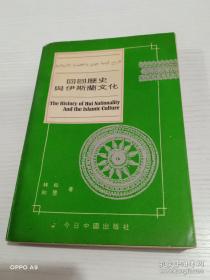 回回歷史
與伊斯蘭文化
The History of Hui Nationality
And the Islamic Culture
林松
和龑
著
今日中國出版社
OPPO A9